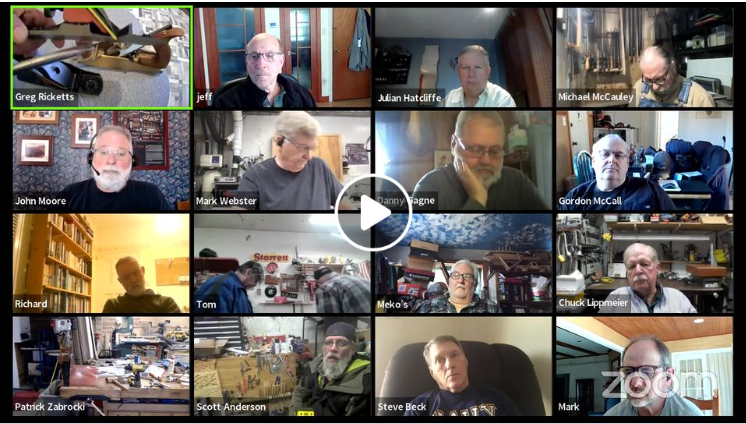 Greg Ricketts
jeff
Julian Hatcliffe
Michael McCauley
John Moore
Mark Webster
Danny Gagne
Gordon McCall
Richard
Tom
Starrett
Meko's
Chuck Lippmeier
Patrick Zabrocki
Scott Anderson
Steve Beck
Mark
zoom